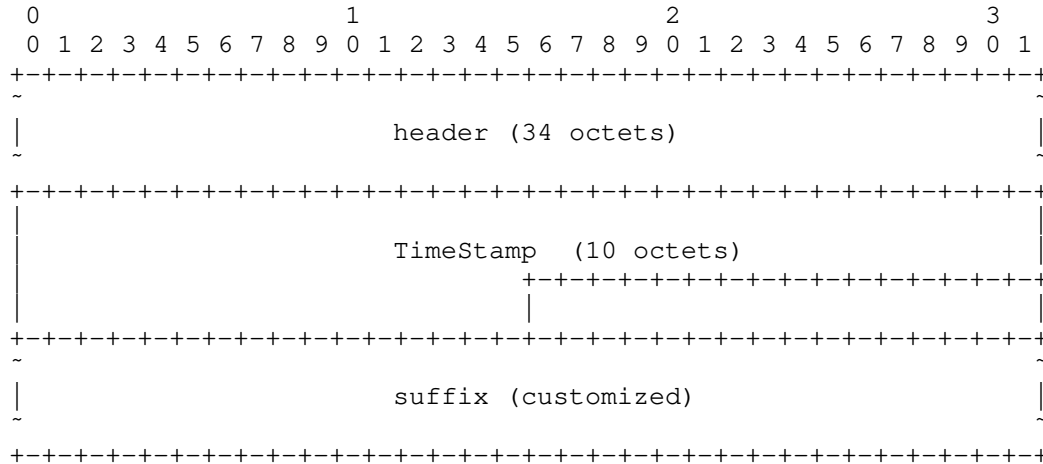 0                   1                   2                   3
0 1 2 3 4 5 6 7 8 9 0 1 2 3 4 5 6 7 8 9 0 1 2 3 4 5 6 7 8 9 0 1
+-+-+-+-+-+-+-+-+-+-+-+-+-+-+-+-+-+-+-+-+-+-+-+-+-+-+-+-+-+-+-+-+
~                                                               ~
|                       header (34 octets)                      |
~                                                               ~
+-+-+-+-+-+-+-+-+-+-+-+-+-+-+-+-+-+-+-+-+-+-+-+-+-+-+-+-+-+-+-+-+
|                                                               |
|                       TimeStamp  (10 octets)                  |
|                               +-+-+-+-+-+-+-+-+-+-+-+-+-+-+-+-+
|                               |                               |
+-+-+-+-+-+-+-+-+-+-+-+-+-+-+-+-+-+-+-+-+-+-+-+-+-+-+-+-+-+-+-+-+
~                                                               ~
|                       suffix (customized)                     |
~                                                               ~
+-+-+-+-+-+-+-+-+-+-+-+-+-+-+-+-+-+-+-+-+-+-+-+-+-+-+-+-+-+-+-+-+